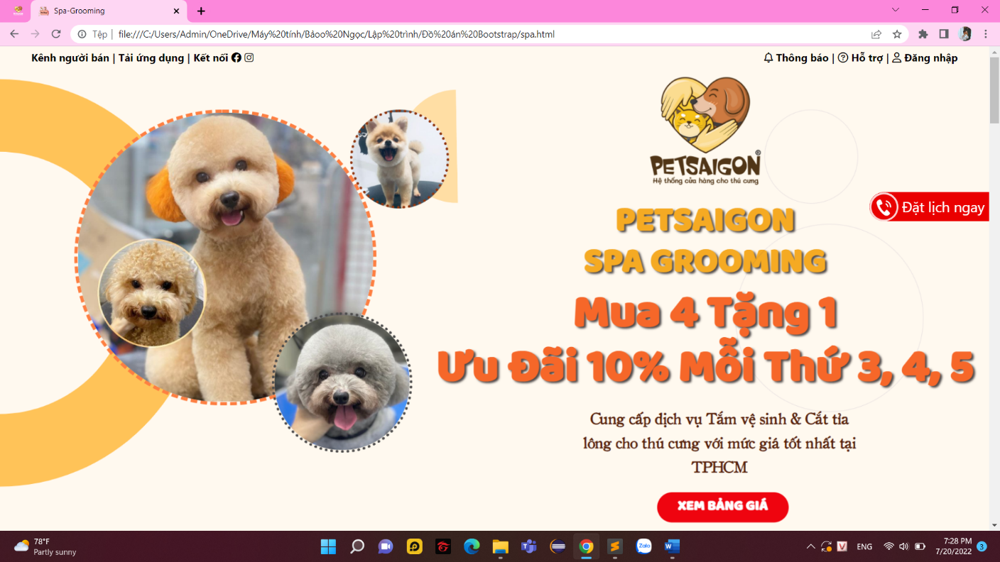 Spa-Grooming
Tệp | file:///C:/Users/Admin/OneDrive/Máy%20tính/Bảoo%20Ngọc/Lập%20trình/Đồ%20án%20Bootstrap/spa.html
Kênh người bán | Tải ứng dụng | Kết nối
Thông báo | Hỗ trợ | Đăng nhập
PETSAIGON
Hệ thống cửa hàng cho thú cưng
Đặt lịch ngay
PETSAIGON
SPA GROOMING
Mua 4 Tặng 1
Ưu Đãi 10% Mỗi Thứ 3, 4, 5
Cung cấp dịch vụ Tắm vệ sinh & Cắt tỉa
lông cho thú cưng với mức giá tốt nhất tại
TPHCM
XEM BẢNG GIÁ
78°F
Partly sunny
Zalo
ENG
7:28 PM
7/20/2022
3